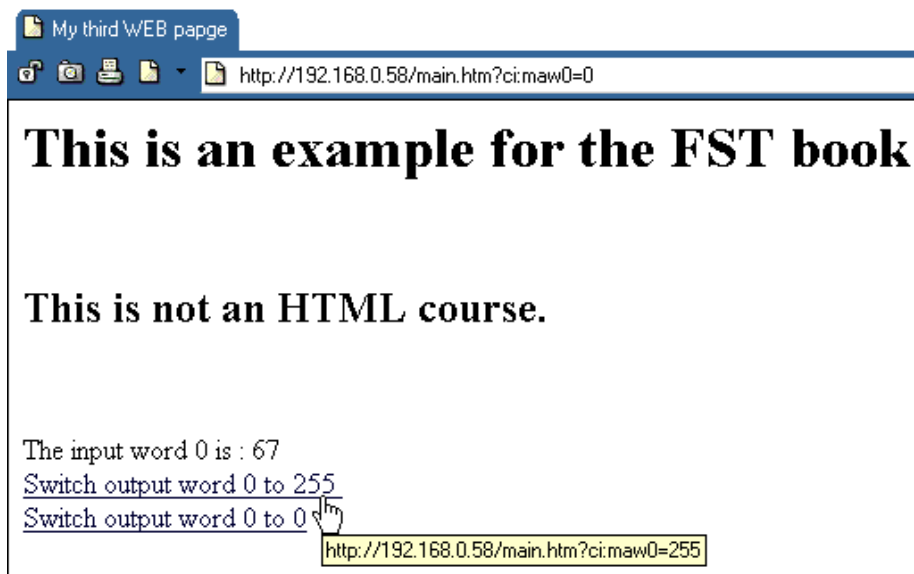 My third WEB papge
http://192.168.0.58/main.htm?ci:maw0=0
This is an example for the FST book
This is not an HTML course.
The input word 0 is : 67
Switch output word 0 to 255
Switch output word 0 to 0
http://192.168.0.58/main.htm?ci:maw0=255